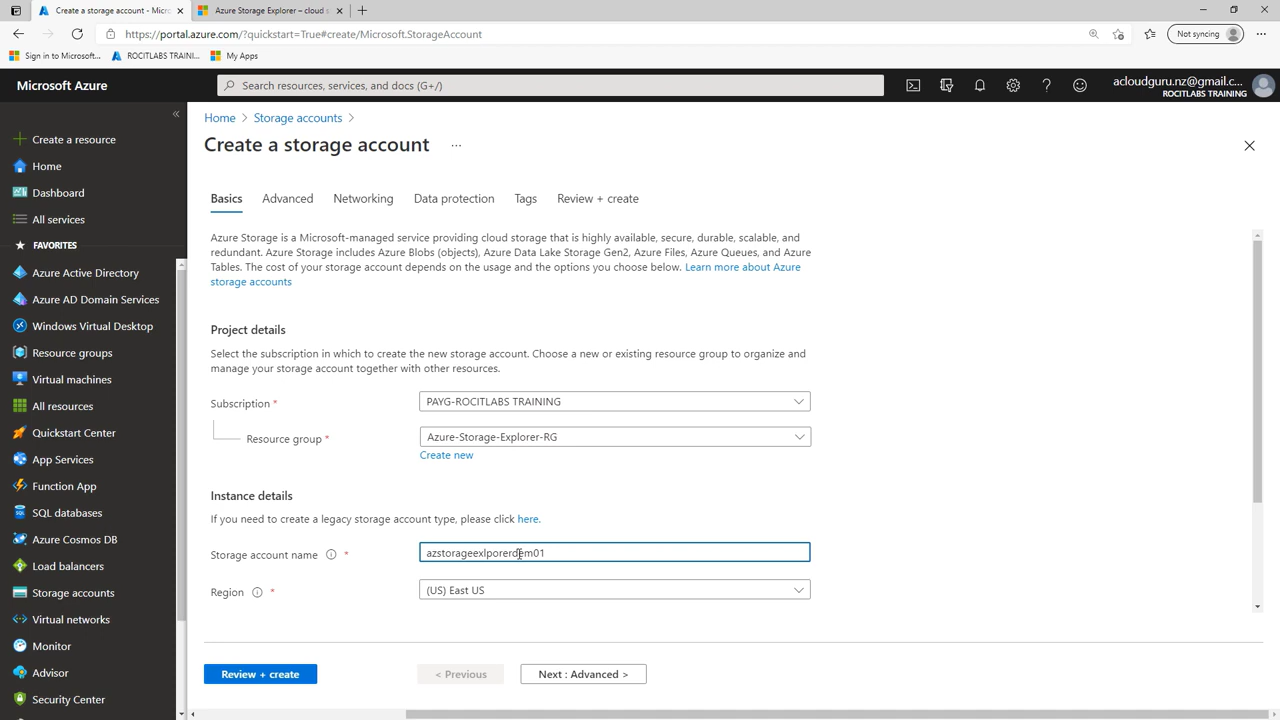 Create a storage account - Micro
Azure Storage Explorer – cloud s
https://portal.azure.com/?quickstart=True#create/Microsoft.StorageAccount
Not syncing
Sign in to Microsoft...
ROCITLABS TRAINI...
My Apps
Microsoft Azure
Search resources, services, and docs (G+/)
acloudguru.nz@gmail.c...
ROCITLABS TRAINING
Create a resource
Home
Dashboard
All services
FAVORITES
Azure Active Directory
Azure AD Domain Services
Windows Virtual Desktop
Resource groups
Virtual machines
All resources
Quickstart Center
App Services
Function App
SQL databases
Azure Cosmos DB
Load balancers
Storage accounts
Virtual networks
Monitor
Advisor
Security Center
Home > Storage accounts >
Create a storage account ...
Basics Advanced Networking Data protection Tags Review + create
Azure Storage is a Microsoft-managed service providing cloud storage that is highly available, secure, durable, scalable, and
redundant. Azure Storage includes Azure Blobs (objects), Azure Data Lake Storage Gen2, Azure Files, Azure Queues, and Azure
Tables. The cost of your storage account depends on the usage and the options you choose below. Learn more about Azure
storage accounts
Project details
Select the subscription in which to create the new storage account. Choose a new or existing resource group to organize and
manage your storage account together with other resources.
Subscription * PAYG-ROCITLABS TRAINING
Resource group * Azure-Storage-Explorer-RG
Create new
Instance details
If you need to create a legacy storage account type, please click here.
Storage account name * azstorageexlporerdem01
Region * (US) East US
Review + create < Previous Next : Advanced >